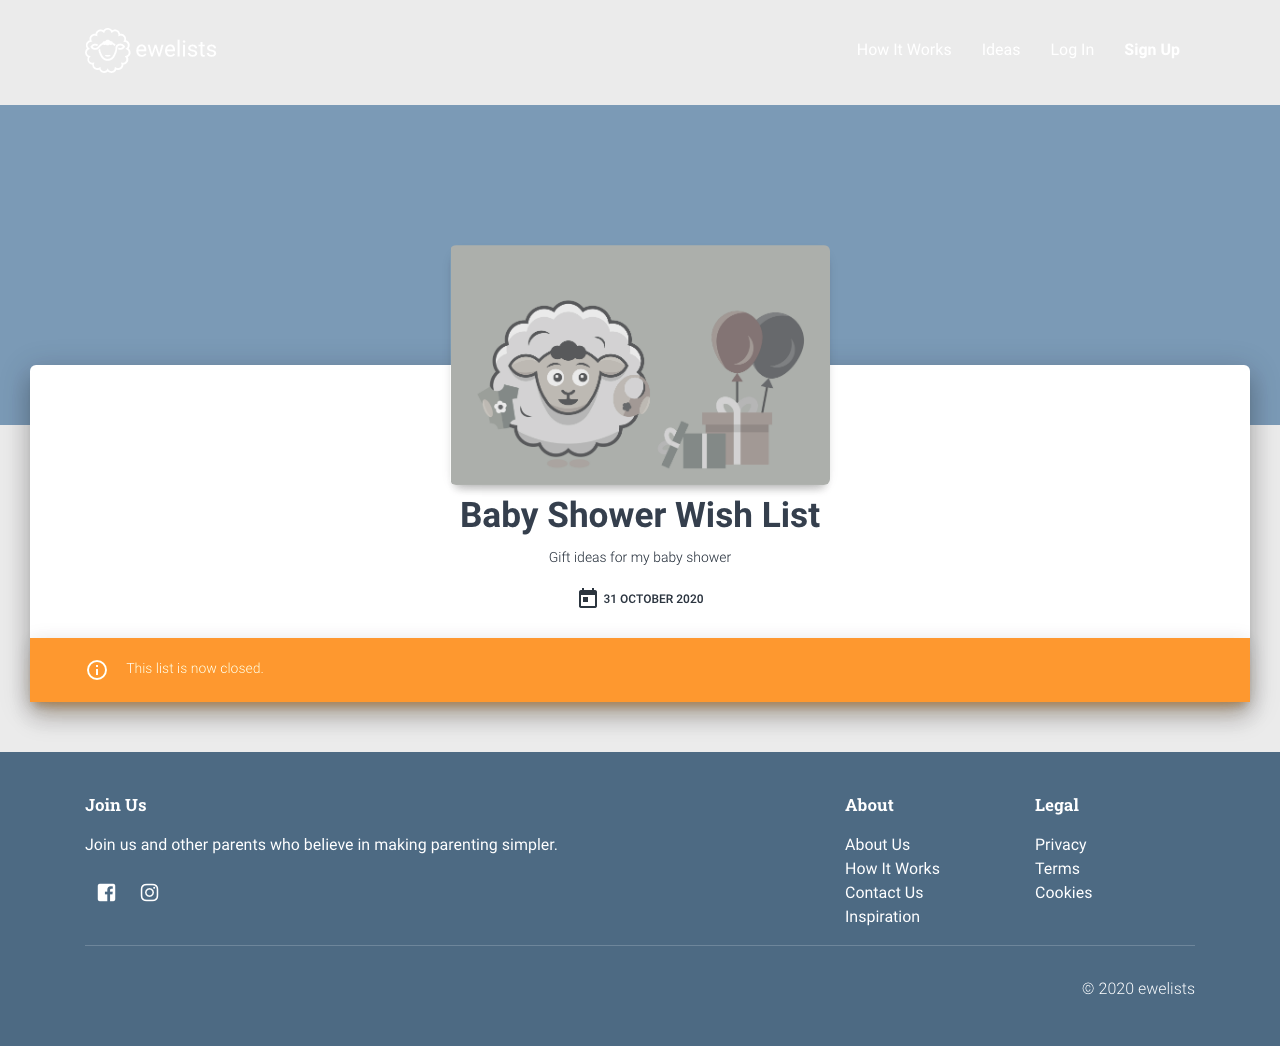 ewelists
How It Works
Ideas
Log In
Sign Up
Baby Shower Wish List
Gift ideas for my baby shower
31 OCTOBER 2020
This list is now closed.
Join Us
Join us and other parents who believe in making parenting simpler.
About
About Us
How It Works
Contact Us
Inspiration
Legal
Privacy
Terms
Cookies
© 2020 ewelists